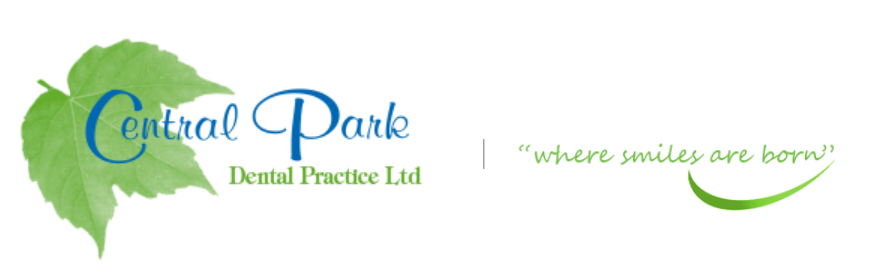 Central Park
Dental Practice Ltd
“where smiles are born”